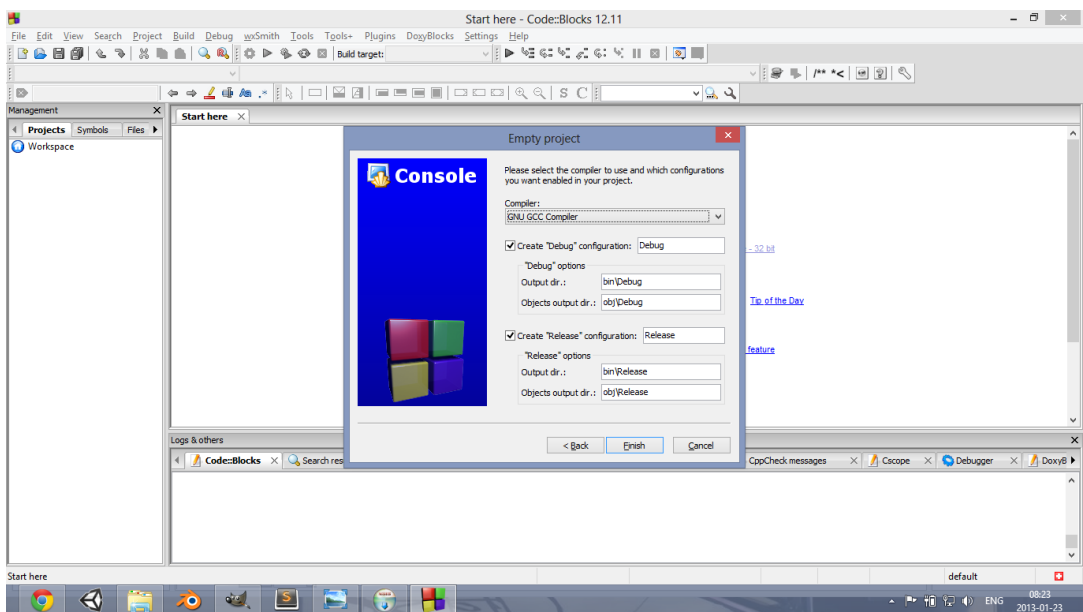 Start here - Code::Blocks 12.11
File Edit View Search Project Build Debug wxSmith Tools Tools+ Plugins DoxyBlocks Settings Help
Build target:
/** *<
S C
Management
Start here
Projects Symbols Files
Workspace
Empty project
Console
Please select the compiler to use and which configurations
you want enabled in your project.
Compiler:
GNU GCC Compiler
Create "Debug" configuration: Debug
- 32 bit
"Debug" options
Output dir.: bin\Debug
Objects output dir.: obj\Debug
Tip of the Day
Create "Release" configuration: Release
feature
"Release" options
Output dir.: bin\Release
Objects output dir.: obj\Release
< Back Finish Cancel
Logs & others
Code::Blocks Search res CppCheck messages Cscope Debugger DoxyB
Start here default
ENG 08:23
2013-01-23